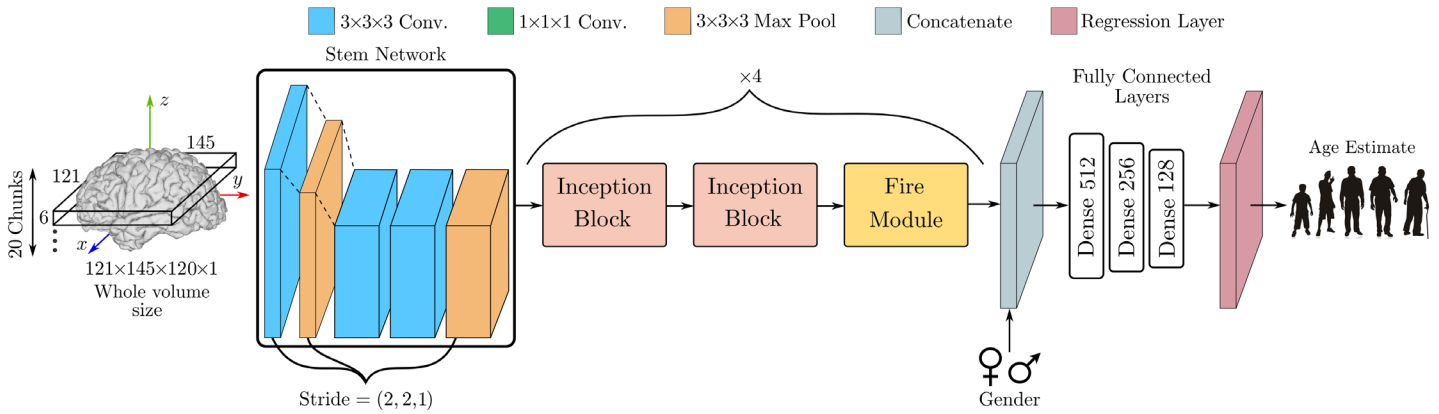 3×3×3 Conv.
1×1×1 Conv.
3×3×3 Max Pool
Concatenate
Regression Layer
Stem Network
×4
Fully Connected
Layers
z
145
121
y
6
x
20 Chunks
121×145×120×1
Whole volume
size
Inception
Block
Inception
Block
Fire
Module
Dense 512
Dense 256
Dense 128
Age Estimate
Stride = (2, 2,1)
Gender